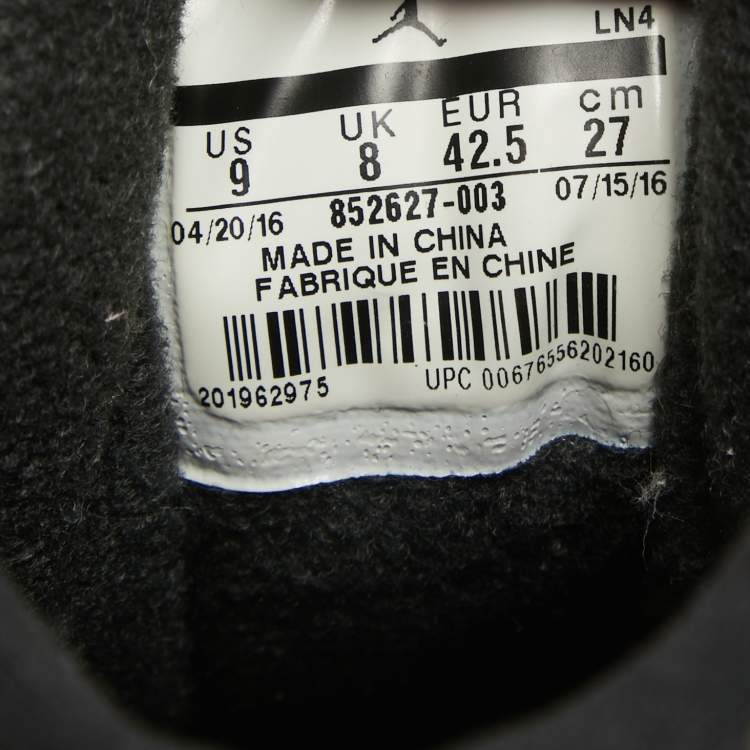 LN4
US UK EUR cm
9 8 42.5 27
04/20/16 852627-003 07/15/16
MADE IN CHINA
FABRIQUE EN CHINE
201962975 UPC 00676556202160